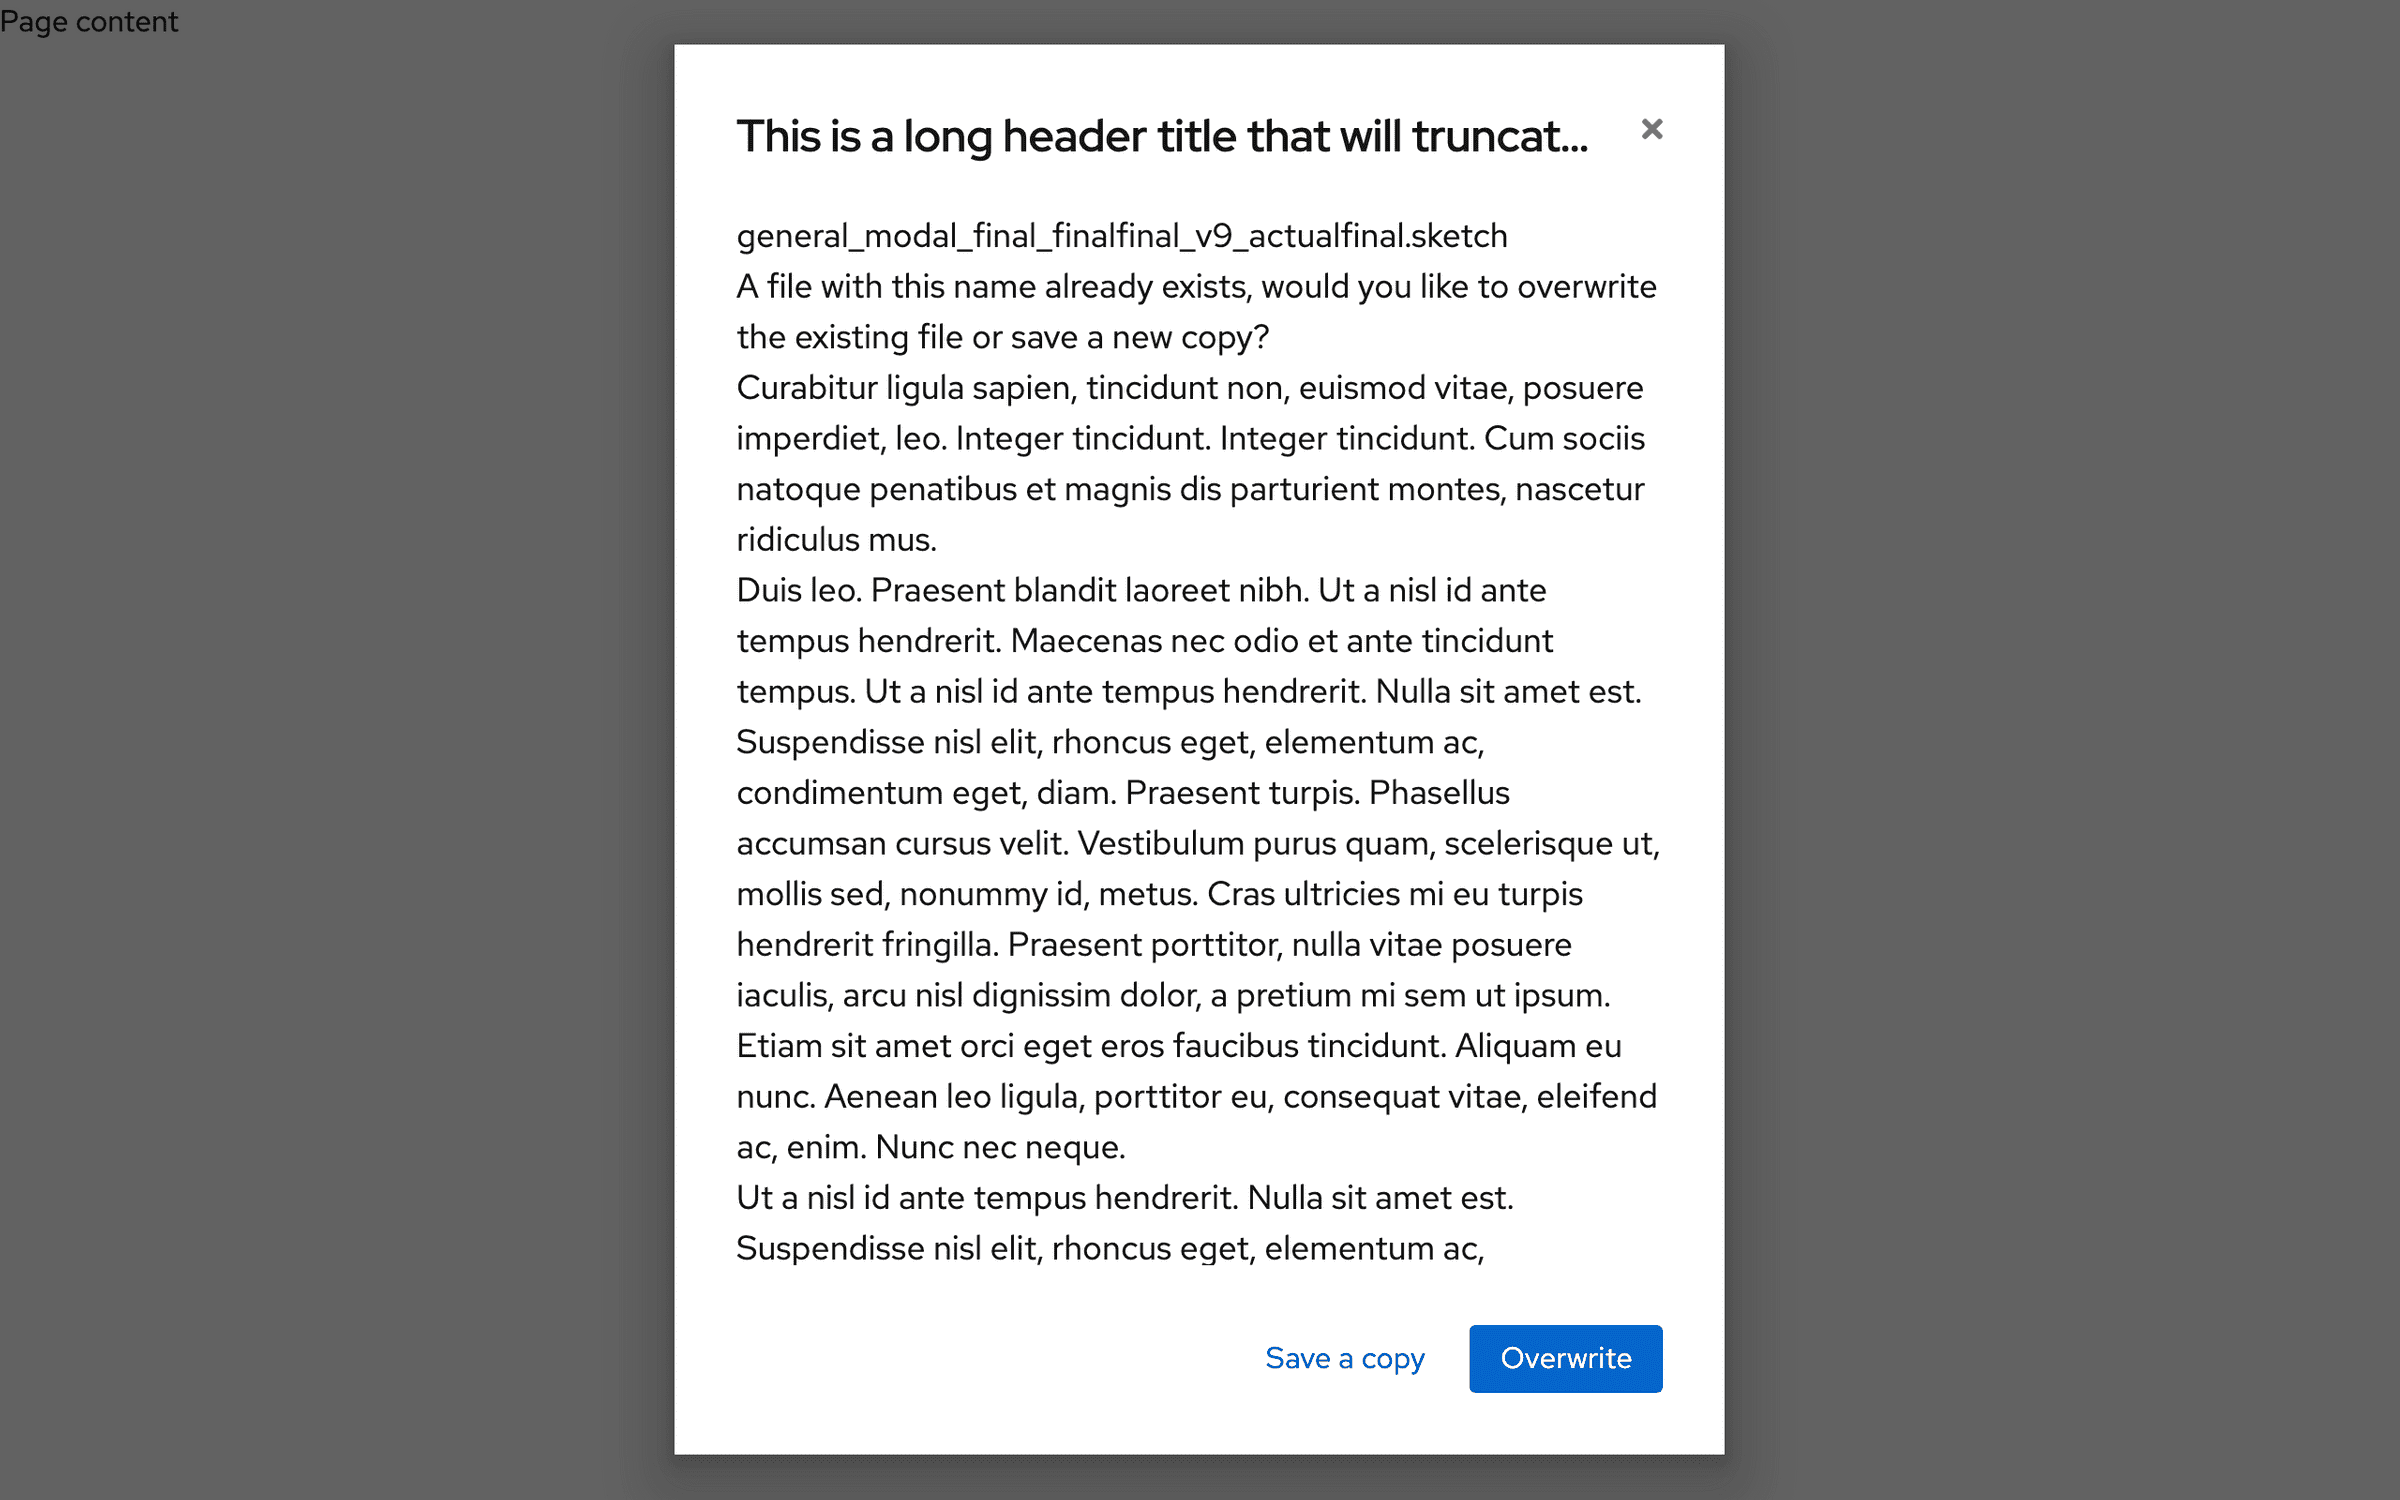 Page content
This is a long header title that will truncat...
general_modal_final_finalfinal_v9_actualfinal.sketch
A file with this name already exists, would you like to overwrite
the existing file or save a new copy?
Curabitur ligula sapien, tincidunt non, euismod vitae, posuere
imperdiet, leo. Integer tincidunt. Integer tincidunt. Cum sociis
natoque penatibus et magnis dis parturient montes, nascetur
ridiculus mus.
Duis leo. Praesent blandit laoreet nibh. Ut a nisl id ante
tempus hendrerit. Maecenas nec odio et ante tincidunt
tempus. Ut a nisl id ante tempus hendrerit. Nulla sit amet est.
Suspendisse nisl elit, rhoncus eget, elementum ac,
condimentum eget, diam. Praesent turpis. Phasellus
accumsan cursus velit. Vestibulum purus quam, scelerisque ut,
mollis sed, nonummy id, metus. Cras ultricies mi eu turpis
hendrerit fringilla. Praesent porttitor, nulla vitae posuere
iaculis, arcu nisl dignissim dolor, a pretium mi sem ut ipsum.
Etiam sit amet orci eget eros faucibus tincidunt. Aliquam eu
nunc. Aenean leo ligula, porttitor eu, consequat vitae, eleifend
ac, enim. Nunc nec neque.
Ut a nisl id ante tempus hendrerit. Nulla sit amet est.
Suspendisse nisl elit, rhoncus eget, elementum ac,
Save a copy
Overwrite